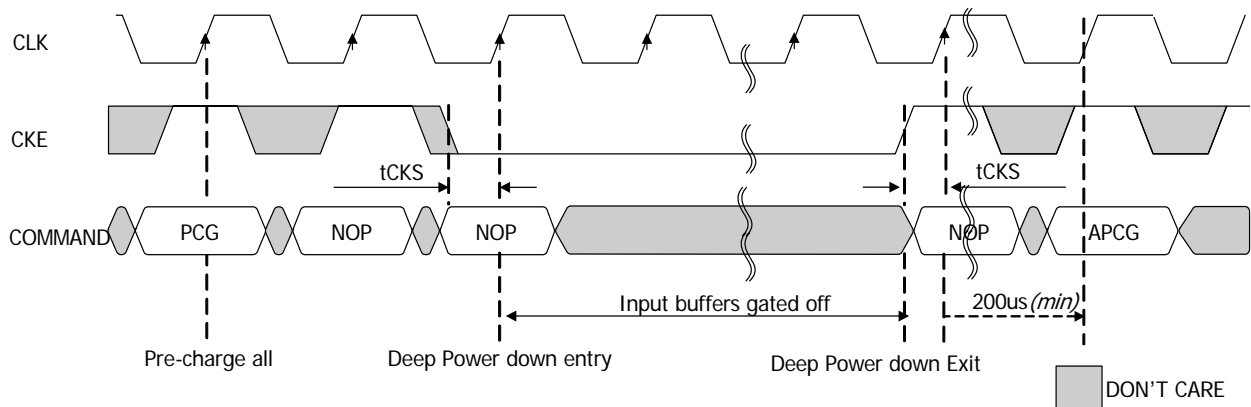 CLK
CKE
tCKS
tCKS
COMMAND
PCG
NOP
NOP
NOP
APCG
Input buffers gated off
200us(min)
Pre-charge all
Deep Power down entry
Deep Power down Exit
DON'T CARE